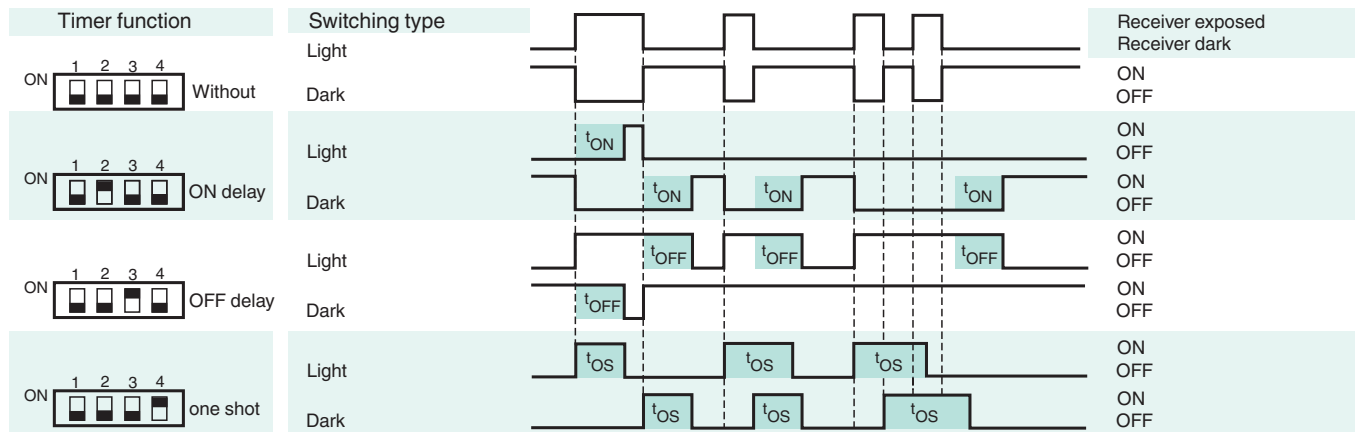 Timer function
Switching type
Receiver exposed
Receiver dark
Light
1 2 3 4
ON
Without
Dark
ON
OFF
Light
tON
ON
OFF
1 2 3 4
ON
ON delay
Dark
tON tON tON
ON
OFF
Light
tOFF tOFF tOFF
ON
OFF
1 2 3 4
ON
OFF delay
Dark
tOFF
ON
OFF
Light
tOS tOS tOS
ON
OFF
1 2 3 4
ON
one shot
Dark
tOS tOS tOS
ON
OFF